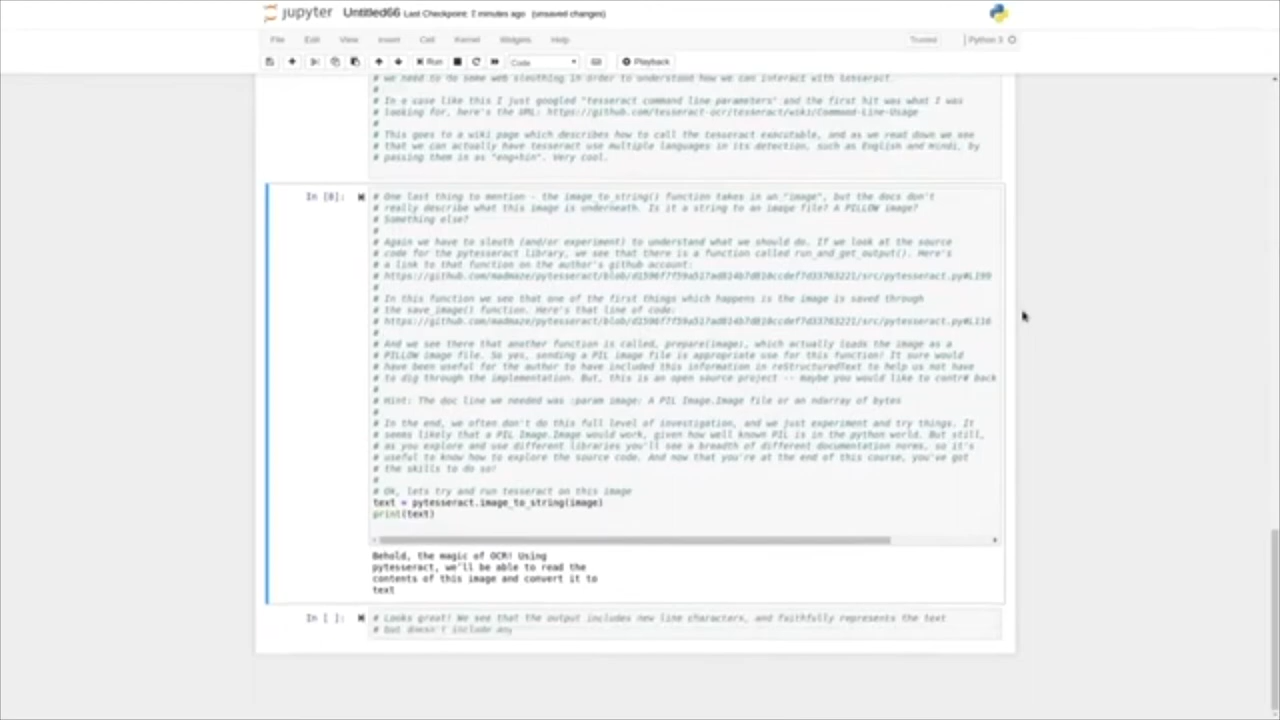 jupyter Untitled66 Last Checkpoint: 2 minutes ago (unsaved changes)
File Edit View Insert Cell Kernel Widgets Help Trusted Python 3
Run Code Playback
# we need to do some web sleuthing in order to understand how we can interact with tesseract.
#
# In a case like this I just googled "tesseract command line parameters" and the first hit was what I was
# looking for, here's the URL: https://github.com/tesseract-ocr/tesseract/wiki/Command-Line-Usage
#
# This goes to a wiki page which describes how to call the tesseract executable, and as we read down we see
# that we can actually have tesseract use multiple languages in its detection, such as English and Hindi, by
# passing them in as "eng+hin". Very cool.
In [8]:
# One last thing to mention - the image_to_string() function takes in an "image", but the docs don't
# really describe what this image is underneath. Is it a string to an image file? A PILLOW image?
# Something else?
#
# Again we have to sleuth (and/or experiment) to understand what we should do. If we look at the source
# code for the pytesseract library, we see that there is a function called run_and_get_output(). Here's
# a link to that function on the author's github account:
# https://github.com/madmaze/pytesseract/blob/
#
# In this function we see that one of the first things which happens is the image is saved through
# the save_image() function. Here's that line of code:
# https://github.com/madmaze/pytesseract/blob/
#
# And we see there that another function is called, prepare(image), which actually loads the image as a
# PILLOW image file. So yes, sending a PIL image file is appropriate use for this function! It sure would
# have been useful for the author to have included this information in reStructuredText to help us not have
# to dig through the implementation. But, this is an open source project -- maybe you would like to contr# back
#
# Hint: The doc line we needed was :param image: A PIL Image.Image file or an ndarray of bytes
#
# In the end, we often don't do this full level of investigation, and we just experiment and try things. It
# seems likely that a PIL Image.Image would work, given how well known PIL is in the python world. But still,
# as you explore and use different libraries you'll see a breadth of different documentation norms, so it's
# useful to know how to explore the source code. And now that you're at the end of this course, you've got
# the skills to do so!
#
# Ok, lets try and run tesseract on this image
text = pytesseract.image_to_string(image)
print(text)
Behold, the magic of OCR! Using
pytesseract, we'll be able to read the
contents of this image and convert it to
text
In [ ]:
# Looks great! We see that the output includes new line characters, and faithfully represents the text
# but doesn't include any